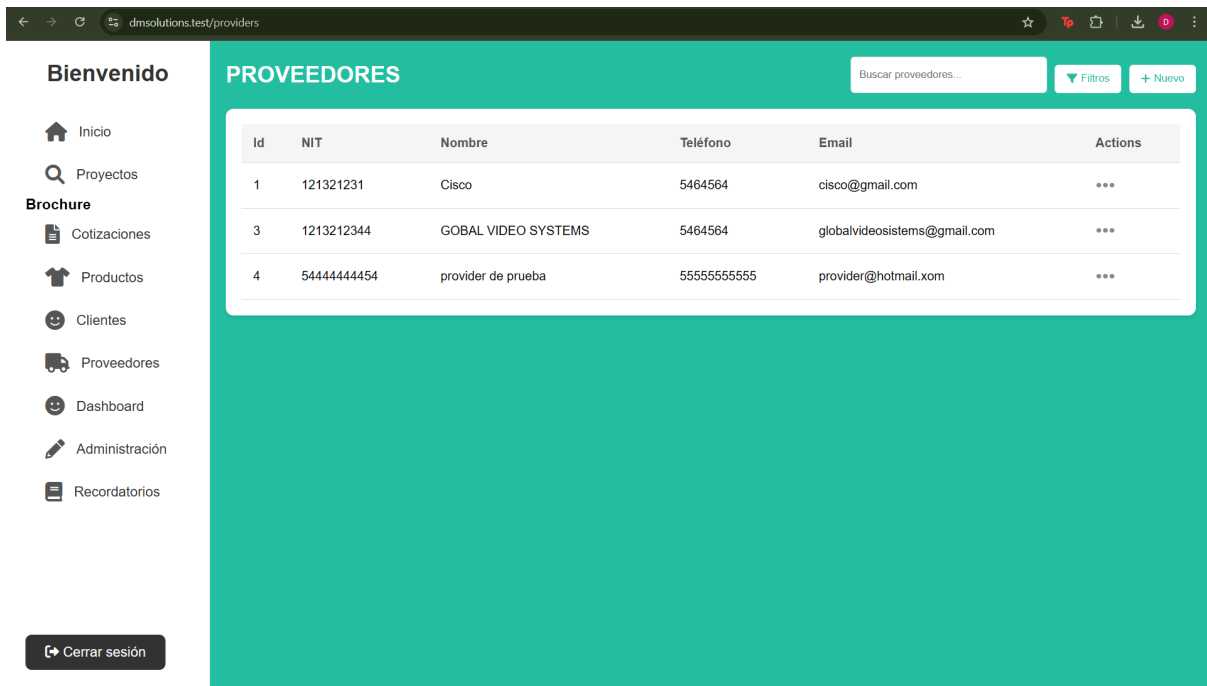 dmsolutions.test/providers
Tp
D
Bienvenido
Inicio
Proyectos
Brochure
Cotizaciones
Productos
Clientes
Proveedores
Dashboard
Administración
Recordatorios
Cerrar sesión
PROVEEDORES
Buscar proveedores...
Filtros
+ Nuevo
Id NIT Nombre Teléfono Email Actions
1 121321231 Cisco 5464564 cisco@gmail.com
3 1213212344 GOBAL VIDEO SYSTEMS 5464564 globalvideosistems@gmail.com
4 54444444454 provider de prueba 55555555555 provider@hotmail.xom